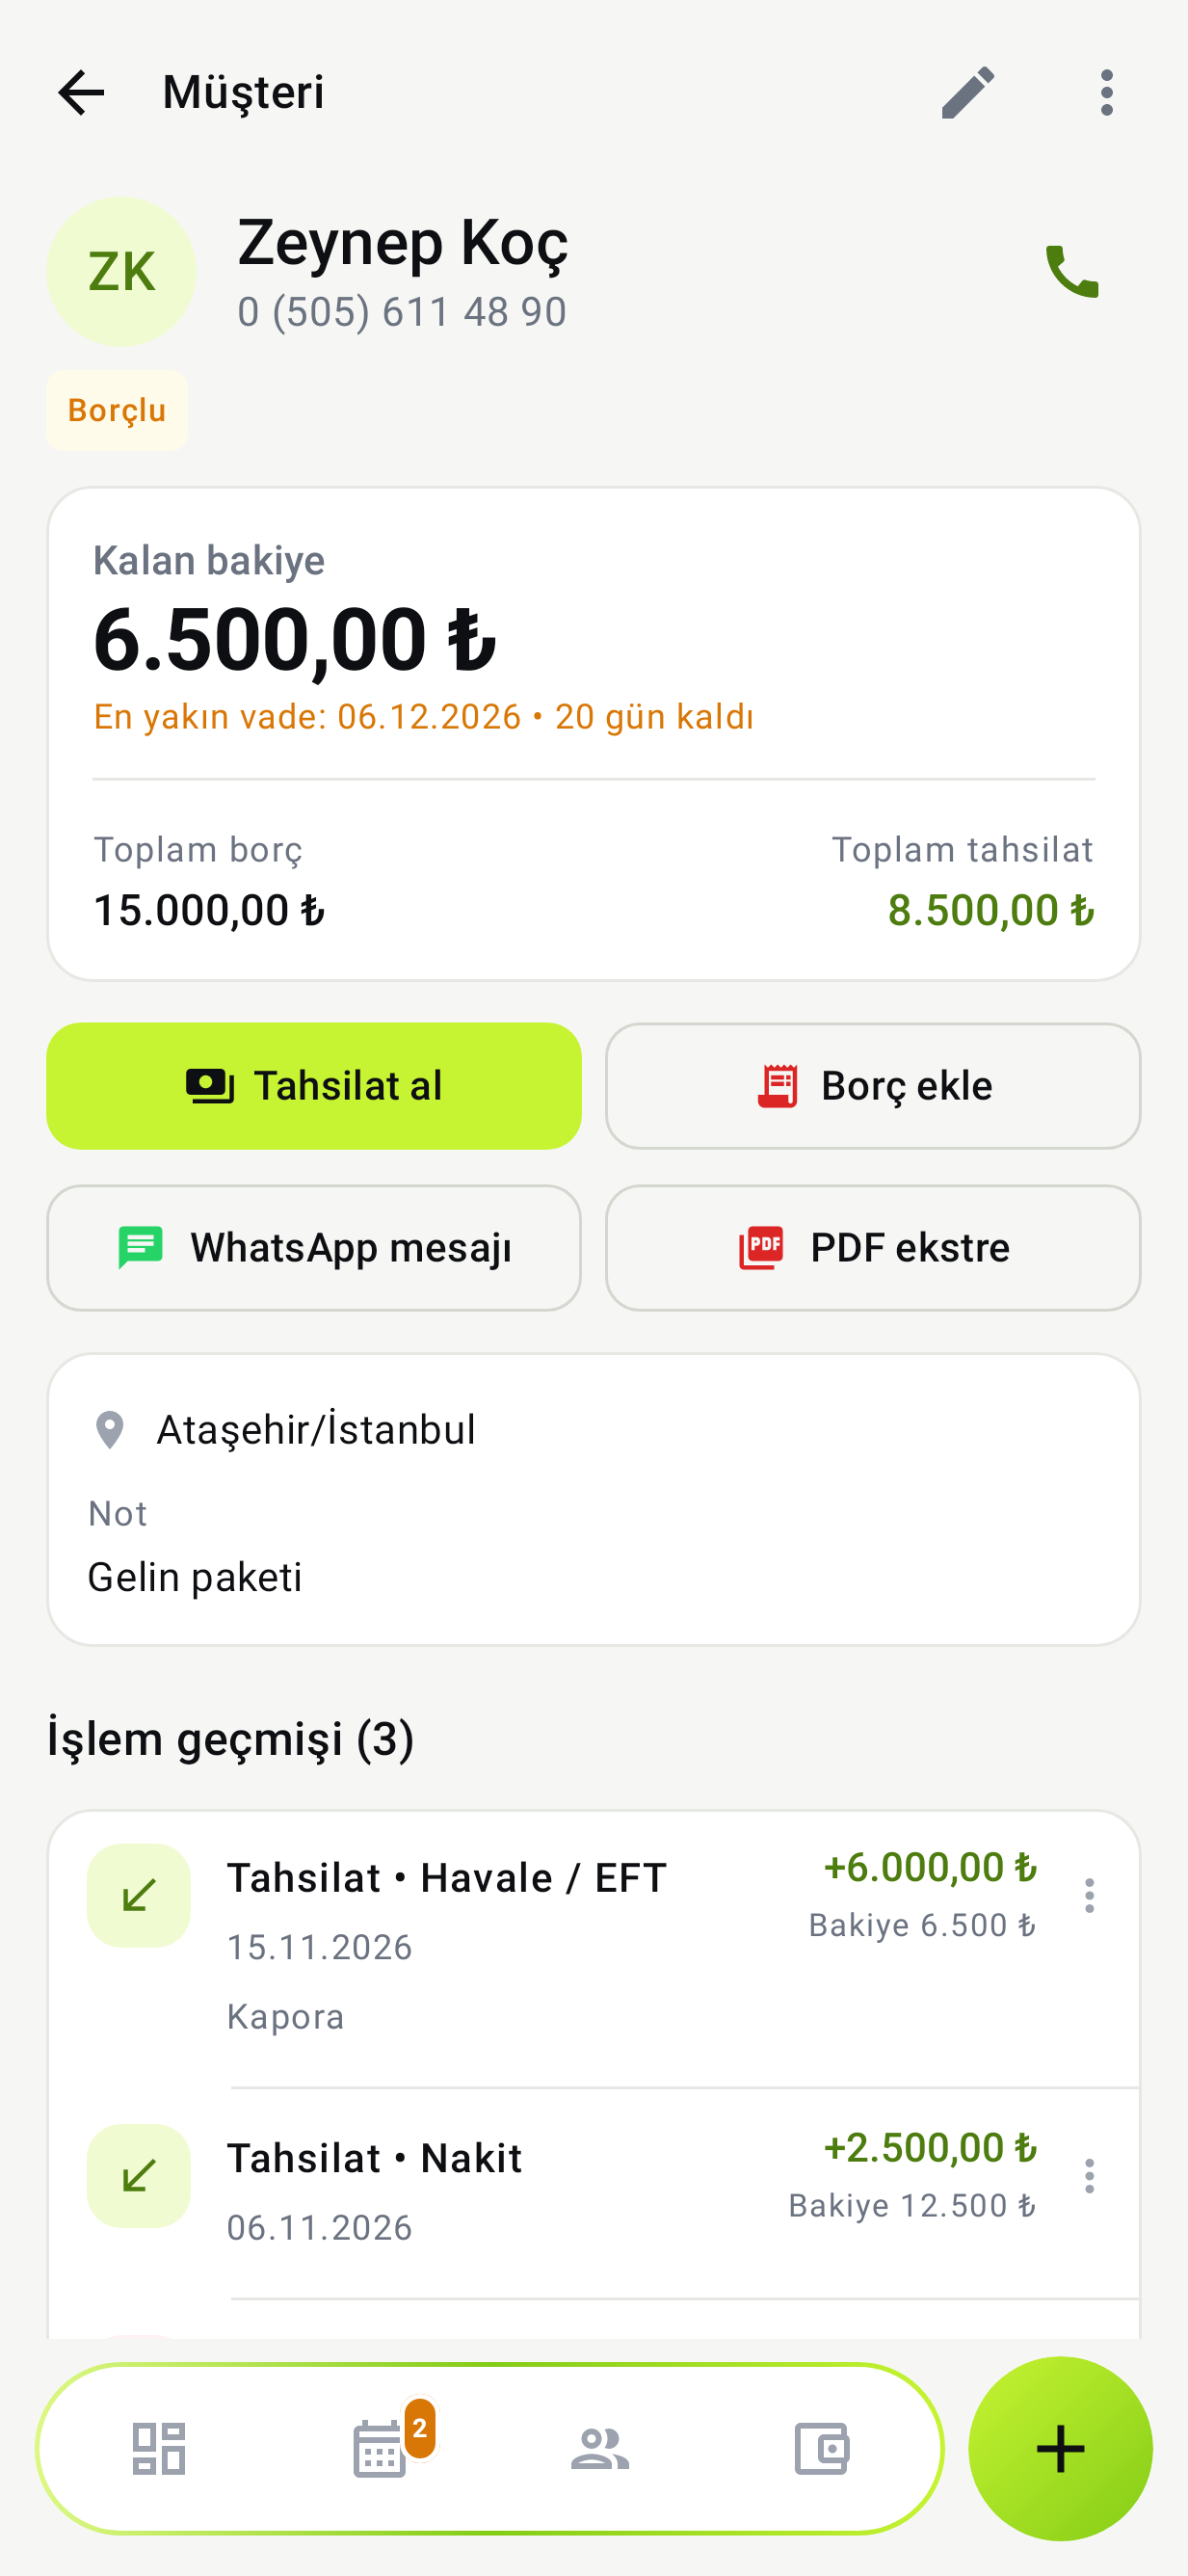 Müşteri
ZK
Zeynep Koç
0 (505) 611 48 90
Borçlu
Kalan bakiye
6.500,00 ₺
En yakın vade: 06.12.2026 • 20 gün kaldı
Toplam borç
Toplam tahsilat
15.000,00 ₺
8.500,00 ₺
Tahsilat al
Borç ekle
WhatsApp mesajı
PDF
PDF ekstre
Ataşehir/İstanbul
Not
Gelin paketi
İşlem geçmişi (3)
Tahsilat • Havale / EFT
+6.000,00 ₺
15.11.2026
Bakiye 6.500 ₺
Kapora
Tahsilat • Nakit
+2.500,00 ₺
06.11.2026
Bakiye 12.500 ₺
2